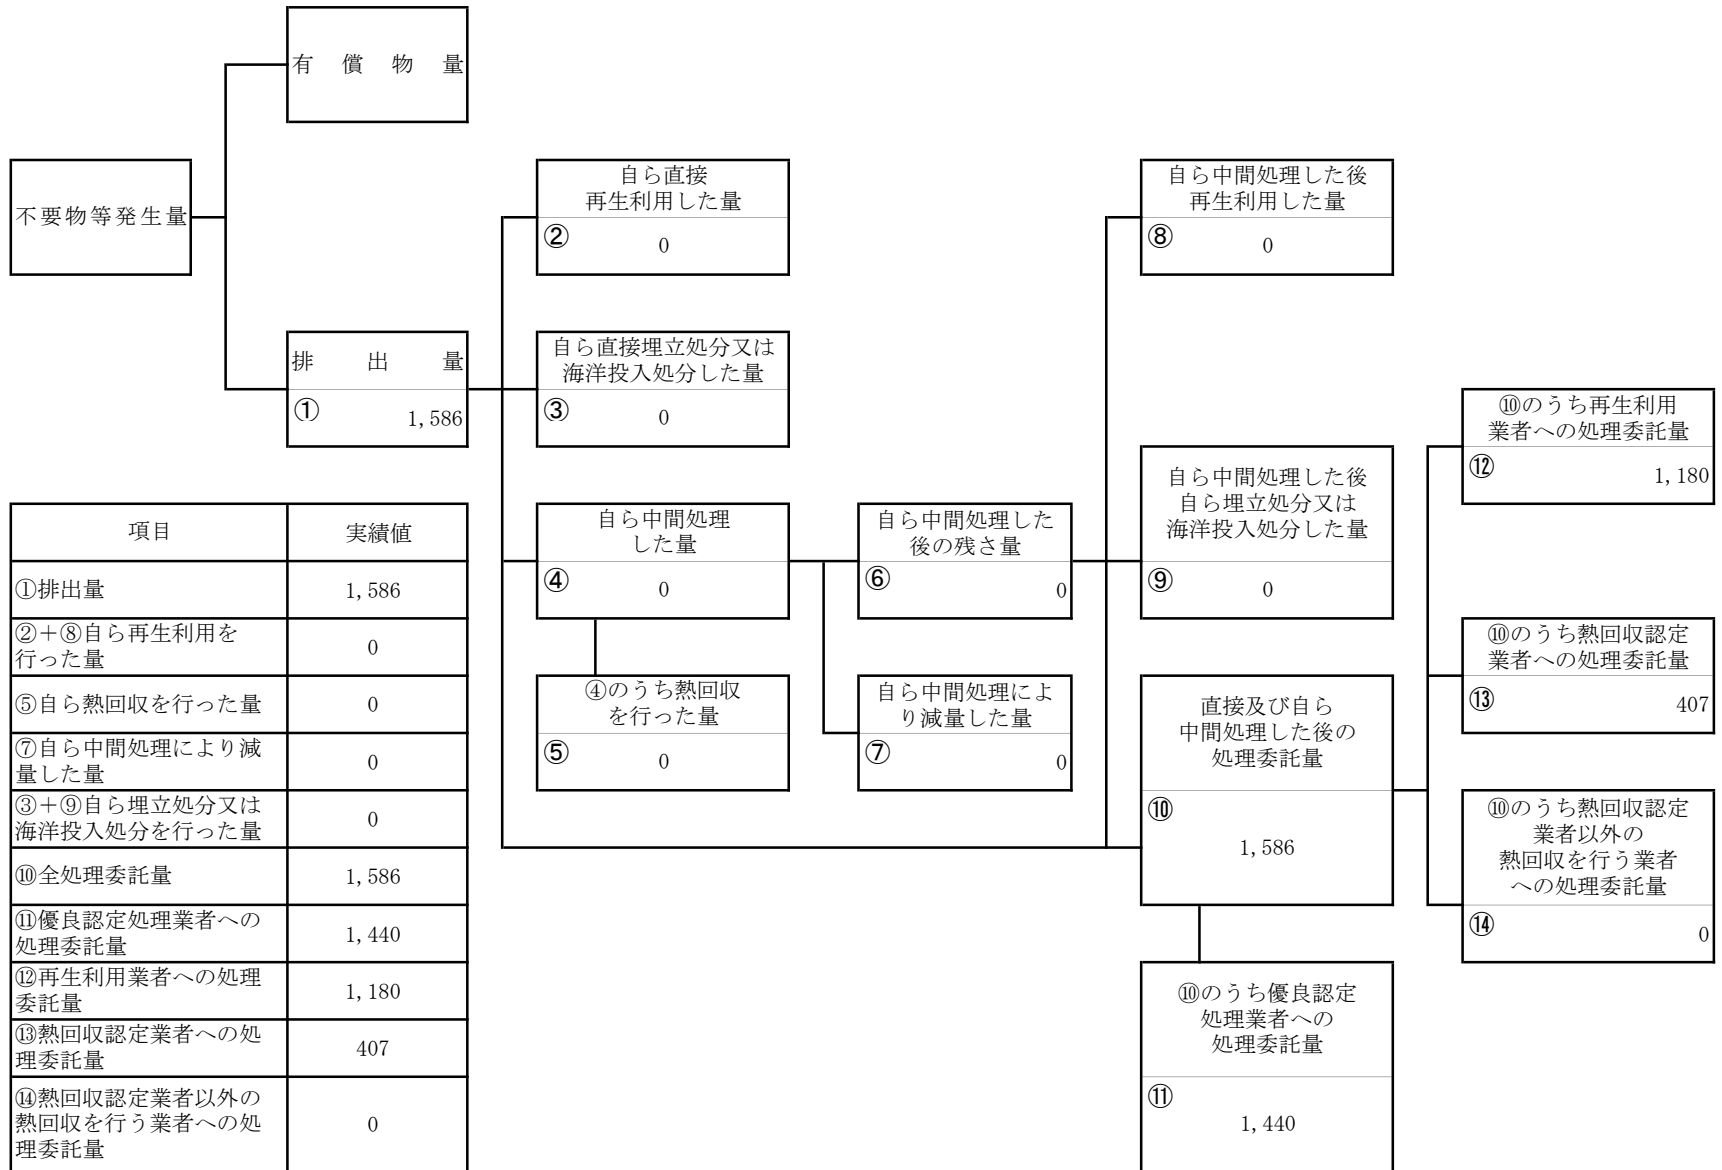 有償物量
不要物等発生量
排出量
①
1,586
自ら直接
再生利用した量
②
0
自ら直接埋立処分又は
海洋投入処分した量
③
0
自ら中間処理
した量
④
0
④のうち熱回収
を行った量
⑤
0
自ら中間処理した
後の残さ量
⑥
0
自ら中間処理によ
り減量した量
⑦
0
自ら中間処理した後
再生利用した量
⑧
0
自ら中間処理した後
自ら埋立処分又は
海洋投入処分した量
⑨
0
直接及び自ら
中間処理した後の
処理委託量
⑩
1,586
⑩のうち優良認定
処理業者への
処理委託量
⑪
1,440
⑩のうち再生利用
業者への処理委託量
⑫
1,180
⑩のうち熱回収認定
業者への処理委託量
⑬
407
⑩のうち熱回収認定
業者以外の
熱回収を行う業者
への処理委託量
⑭
0
項目 実績値
①排出量 1,586
②＋⑧自ら再生利用を
行った量
0
⑤自ら熱回収を行った量 0
⑦自ら中間処理により減
量した量
0
③＋⑨自ら埋立処分又は
海洋投入処分を行った量
0
⑩全処理委託量 1,586
⑪優良認定処理業者への
処理委託量
1,440
⑫再生利用業者への処理
委託量
1,180
⑬熱回収認定業者への処
理委託量
407
⑭熱回収認定業者以外の
熱回収を行う業者への処
理委託量
0